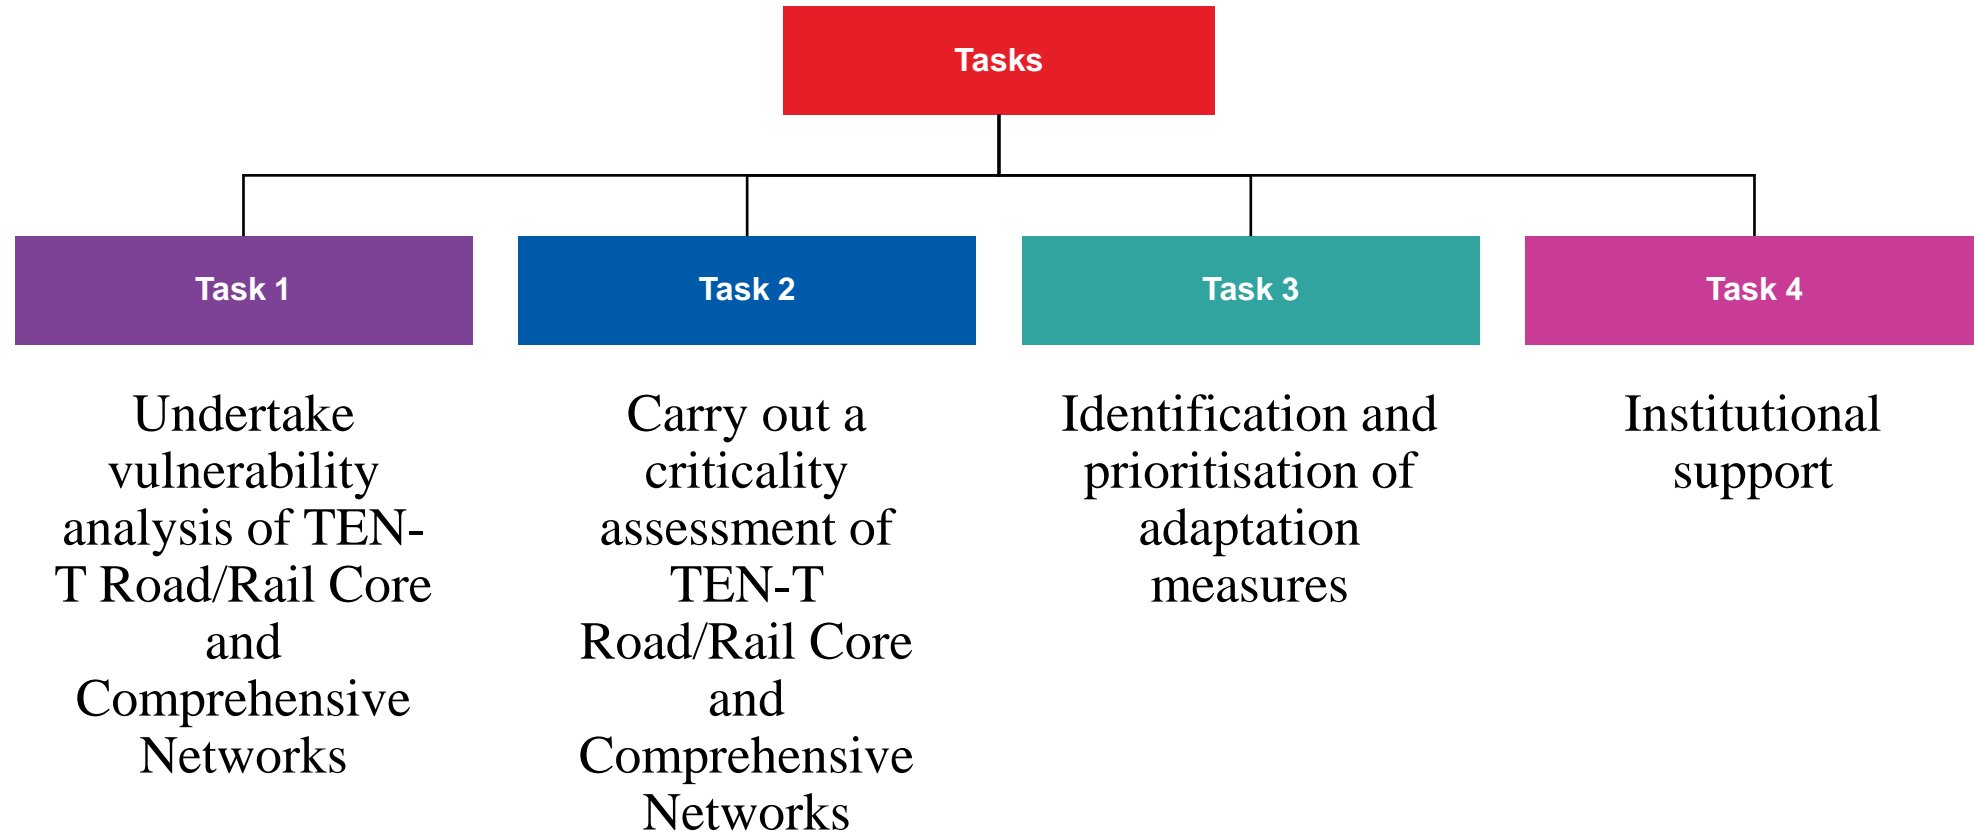 Tasks
Task 1
Task 2
Task 3
Task 4
Undertake
vulnerability
analysis of TEN-
T Road/Rail Core
and
Comprehensive
Networks
Carry out a
criticality
assessment of
TEN-T
Road/Rail Core
and
Comprehensive
Networks
Identification and
prioritisation of
adaptation
measures
Institutional
support